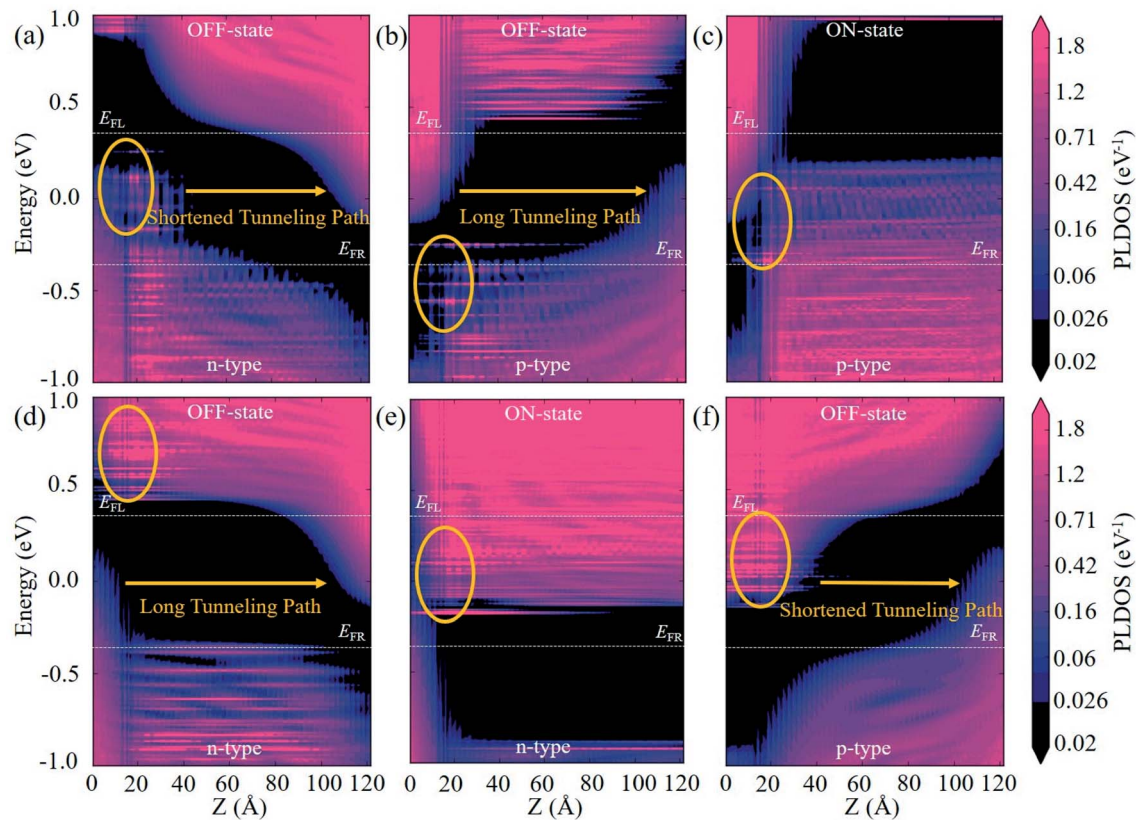 (a)
OFF-state
1.0
0.5
0.0
-0.5
-1.0
Energy (eV)
E_FL
Shortened Tunneling Path
E_FR
n-type
(b)
OFF-state
E_FL
Long Tunneling Path
E_FR
p-type
(c)
ON-state
E_FL
E_FR
p-type
1.8
1.2
0.71
0.42
0.16
0.06
0.026
0.02
PLDOS (eV⁻¹)
(d)
OFF-state
1.0
0.5
0.0
-0.5
-1.0
Energy (eV)
E_FL
Long Tunneling Path
E_FR
n-type
0 20 40 60 80 100 120
Z (Å)
(e)
ON-state
E_FL
E_FR
n-type
0 20 40 60 80 100 120
Z (Å)
(f)
OFF-state
E_FL
Shortened Tunneling Path
E_FR
p-type
0 20 40 60 80 100 120
Z (Å)
1.8
1.2
0.71
0.42
0.16
0.06
0.026
0.02
PLDOS (eV⁻¹)